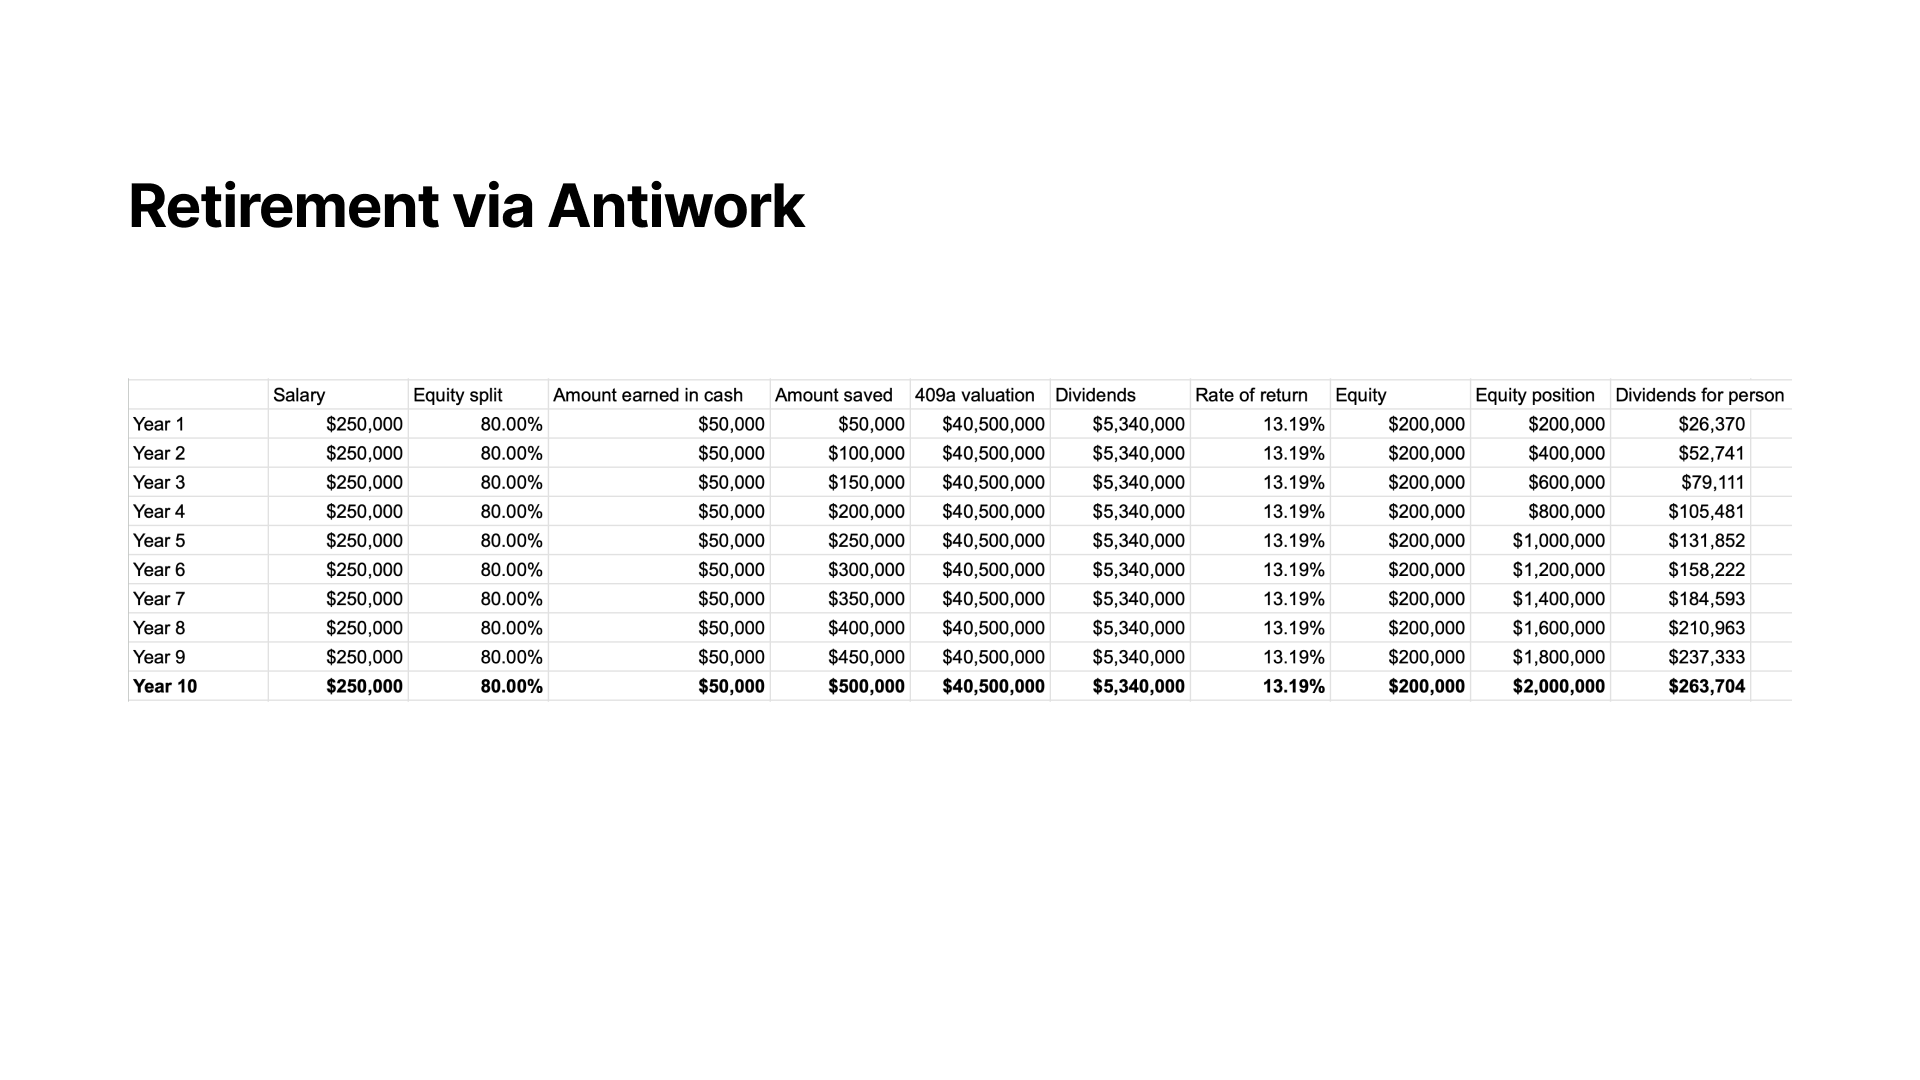 Retirement via Antiwork
Salary Equity split Amount earned in cash Amount saved 409a valuation Dividends Rate of return Equity Equity position Dividends for person
Year 1 $250,000 80.00% $50,000 $50,000 $40,500,000 $5,340,000 13.19% $200,000 $200,000 $26,370
Year 2 $250,000 80.00% $50,000 $100,000 $40,500,000 $5,340,000 13.19% $200,000 $400,000 $52,741
Year 3 $250,000 80.00% $50,000 $150,000 $40,500,000 $5,340,000 13.19% $200,000 $600,000 $79,111
Year 4 $250,000 80.00% $50,000 $200,000 $40,500,000 $5,340,000 13.19% $200,000 $800,000 $105,481
Year 5 $250,000 80.00% $50,000 $250,000 $40,500,000 $5,340,000 13.19% $200,000 $1,000,000 $131,852
Year 6 $250,000 80.00% $50,000 $300,000 $40,500,000 $5,340,000 13.19% $200,000 $1,200,000 $158,222
Year 7 $250,000 80.00% $50,000 $350,000 $40,500,000 $5,340,000 13.19% $200,000 $1,400,000 $184,593
Year 8 $250,000 80.00% $50,000 $400,000 $40,500,000 $5,340,000 13.19% $200,000 $1,600,000 $210,963
Year 9 $250,000 80.00% $50,000 $450,000 $40,500,000 $5,340,000 13.19% $200,000 $1,800,000 $237,333
Year 10 $250,000 80.00% $50,000 $500,000 $40,500,000 $5,340,000 13.19% $200,000 $2,000,000 $263,704